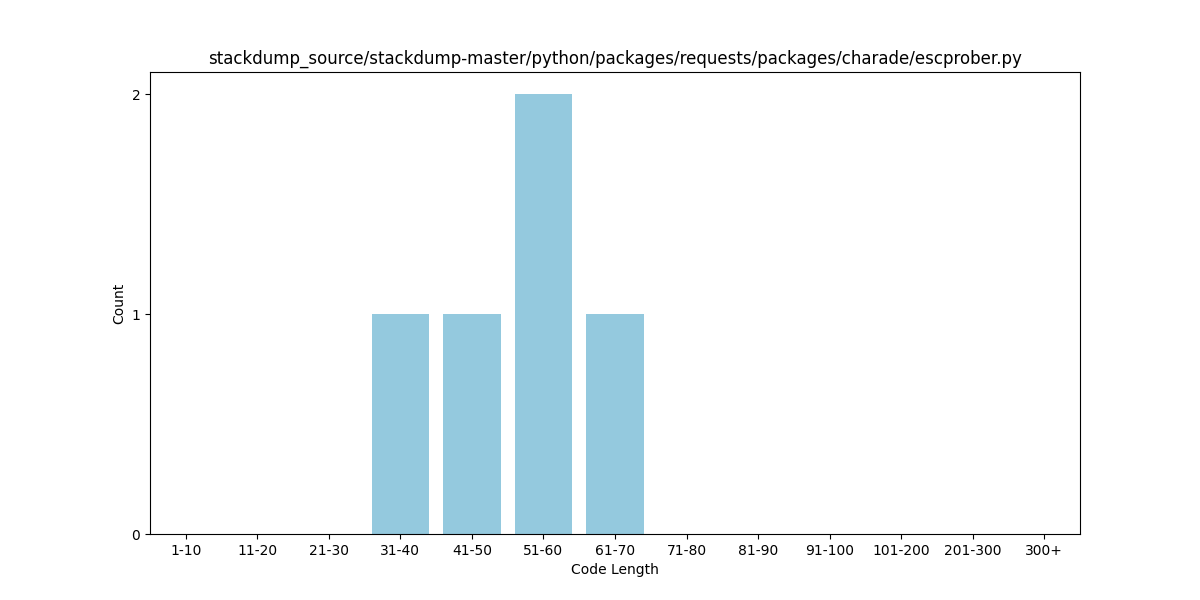 stackdump_source/stackdump-master/python/packages/requests/packages/charade/escprober.py
Count
2
1
0
1-10 11-20 21-30 31-40 41-50 51-60 61-70 71-80 81-90 91-100 101-200 201-300 300+
Code Length